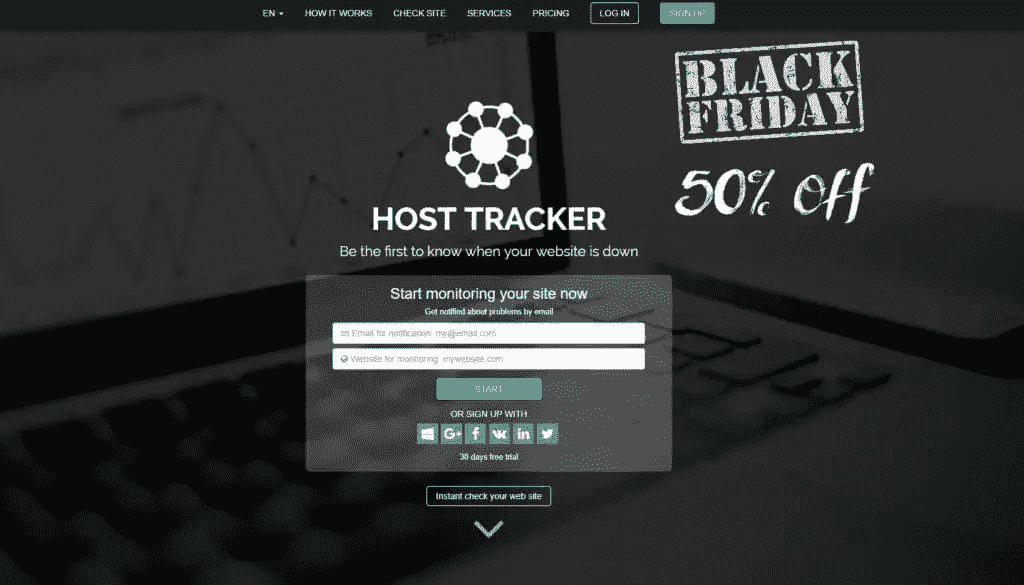 EN
HOW IT WORKS
CHECK SITE
SERVICES
PRICING
LOG IN
SIGN UP
BLACK
FRIDAY
50% off
HOST TRACKER
Be the first to know when your website is down
Start monitoring your site now
Get notified about problems by email
Email for notification my@email.com
Website for monitoring mywebsite.com
START
OR SIGN UP WITH
G+ f in
30 days free trial
Instant check your web site